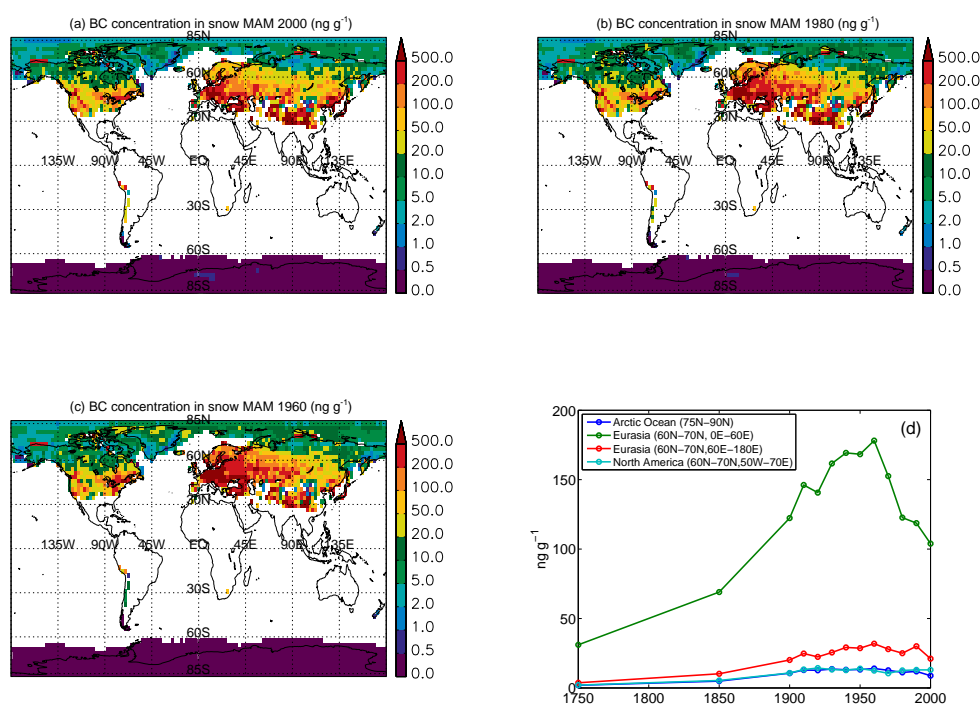 (a) BC concentration in snow MAM 2000 (ng g⁻¹)
85N
60N
30N
135W 90W 45W EQ 45E 90E 135E
30S
60S
85S
500.0
200.0
100.0
50.0
20.0
10.0
5.0
2.0
1.0
0.5
0.0
(b) BC concentration in snow MAM 1980 (ng g⁻¹)
85N
60N
30N
135W 90W 45W EQ 45E 90E 135E
30S
60S
85S
500.0
200.0
100.0
50.0
20.0
10.0
5.0
2.0
1.0
0.5
0.0
(c) BC concentration in snow MAM 1960 (ng g⁻¹)
85N
60N
30N
135W 90W 45W EQ 45E 90E 135E
30S
60S
85S
500.0
200.0
100.0
50.0
20.0
10.0
5.0
2.0
1.0
0.5
0.0
(d)
Arctic Ocean (75N−90N)
Eurasia (60N−70N, 0E−60E)
Eurasia (60N−70N,60E−180E)
North America (60N−70N,50W−70E)
ng g⁻¹
200
150
100
50
0
1750 1800 1850 1900 1950 2000